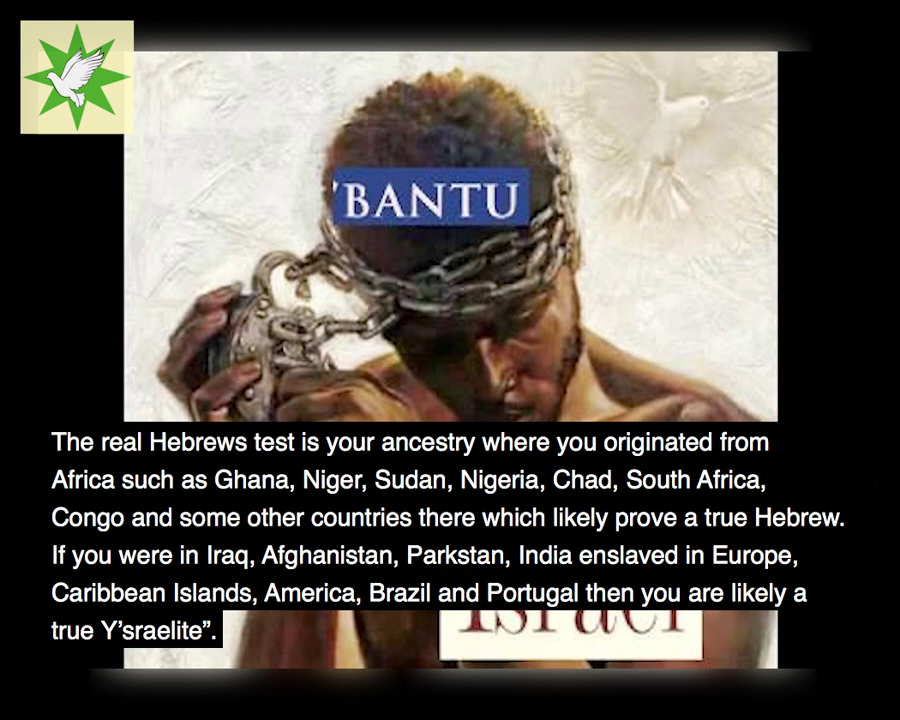 'BANTU
The real Hebrews test is your ancestry where you originated from
Africa such as Ghana, Niger, Sudan, Nigeria, Chad, South Africa,
Congo and some other countries there which likely prove a true Hebrew.
If you were in Iraq, Afghanistan, Parkstan, India enslaved in Europe,
Caribbean Islands, America, Brazil and Portugal then you are likely a
true Y’sraelite”.
Israel